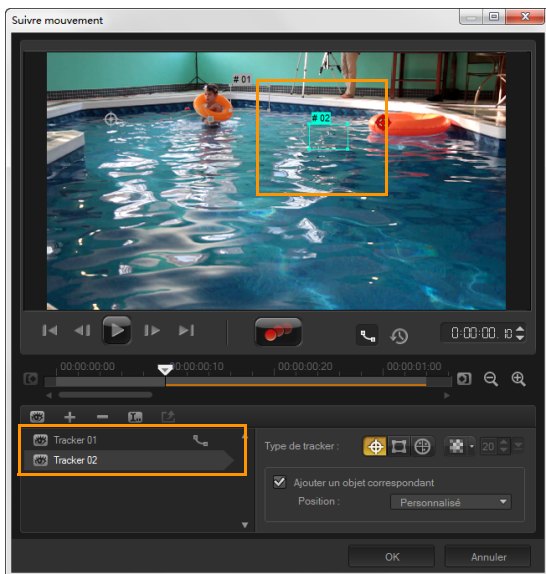 Suivre mouvement
# 01
# 02
0:00:00. 10
00:00:00:00
00:00:00:10
00:00:00:20
00:00:01:00
Tracker 01
Tracker 02
Type de tracker :
20
Ajouter un objet correspondant
Position :
Personnalisé
OK
Annuler